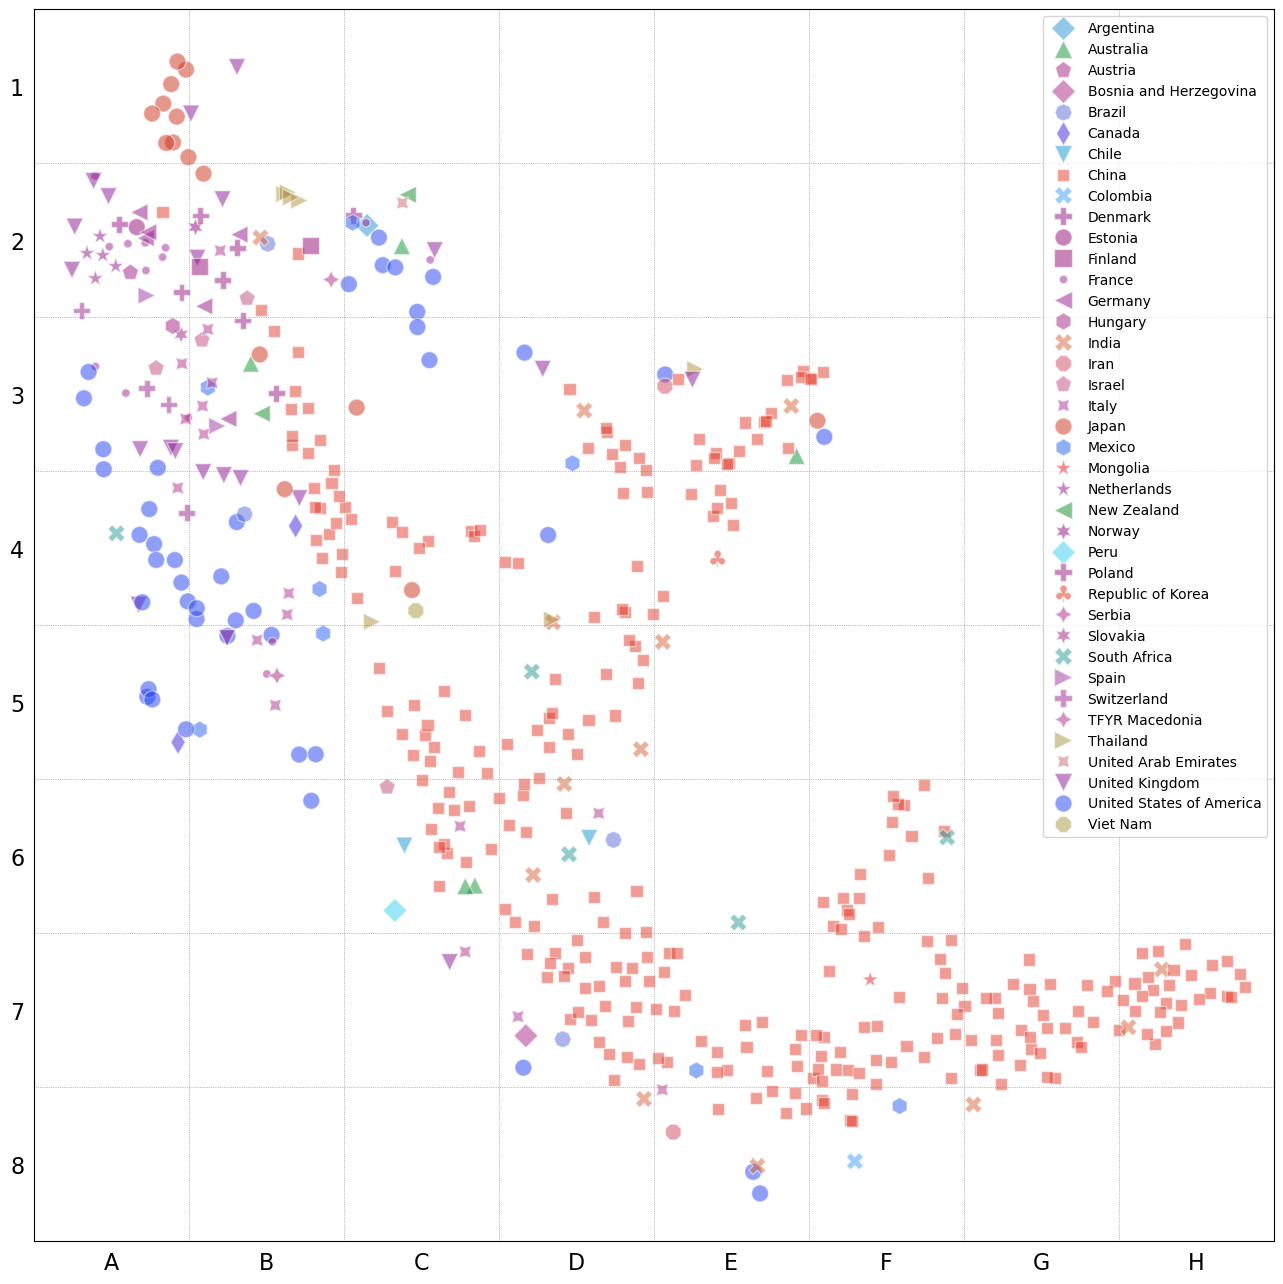 1
2
3
4
5
6
7
8
A B C D E F G H
Argentina
Australia
Austria
Bosnia and Herzegovina
Brazil
Canada
Chile
China
Colombia
Denmark
Estonia
Finland
France
Germany
Hungary
India
Iran
Israel
Italy
Japan
Mexico
Mongolia
Netherlands
New Zealand
Norway
Peru
Poland
Republic of Korea
Serbia
Slovakia
South Africa
Spain
Switzerland
TFYR Macedonia
Thailand
United Arab Emirates
United Kingdom
United States of America
Viet Nam